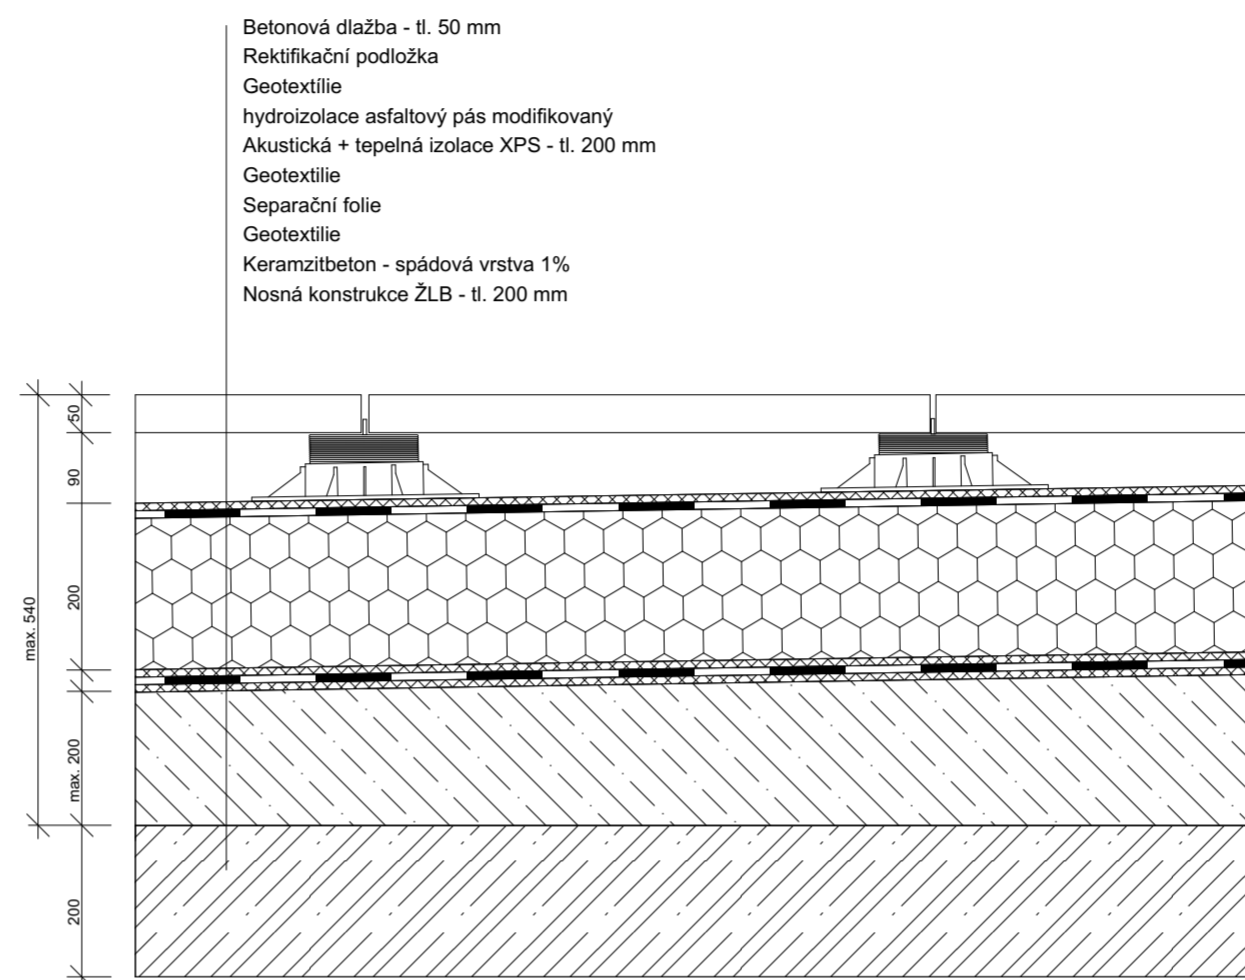 Betonová dlažba - tl. 50 mm
Rektifikační podložka
Geotextílie
hydroizolace asfaltový pás modifikovaný
Akustická + tepelná izolace XPS - tl. 200 mm
Geotextilie
Separační folie
Geotextilie
Keramzitbeton - spádová vrstva 1%
Nosná konstrukce ŽLB - tl. 200 mm
50
90
200
max. 540
max. 200
200